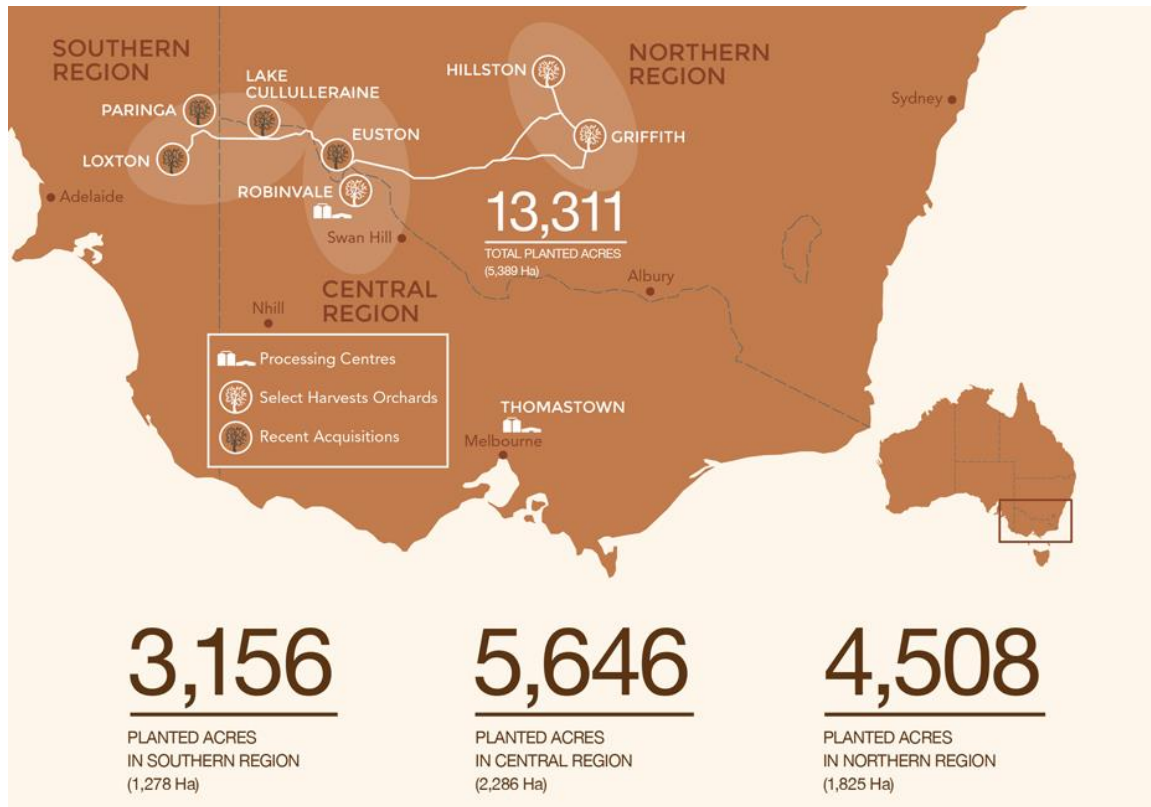 SOUTHERN
REGION
LAKE
CULLULLERAINE
PARINGA
LOXTON
Adelaide
EUSTON
ROBINVALE
Swan Hill
HILLSTON
NORTHERN
REGION
GRIFFITH
Sydney
13,311
TOTAL PLANTED ACRES
(5,389 Ha)
Albury
CENTRAL
REGION
Nhill
Processing Centres
Select Harvests Orchards
Recent Acquisitions
THOMASTOWN
Melbourne
3,156
PLANTED ACRES
IN SOUTHERN REGION
(1,278 Ha)
5,646
PLANTED ACRES
IN CENTRAL REGION
(2,286 Ha)
4,508
PLANTED ACRES
IN NORTHERN REGION
(1,825 Ha)